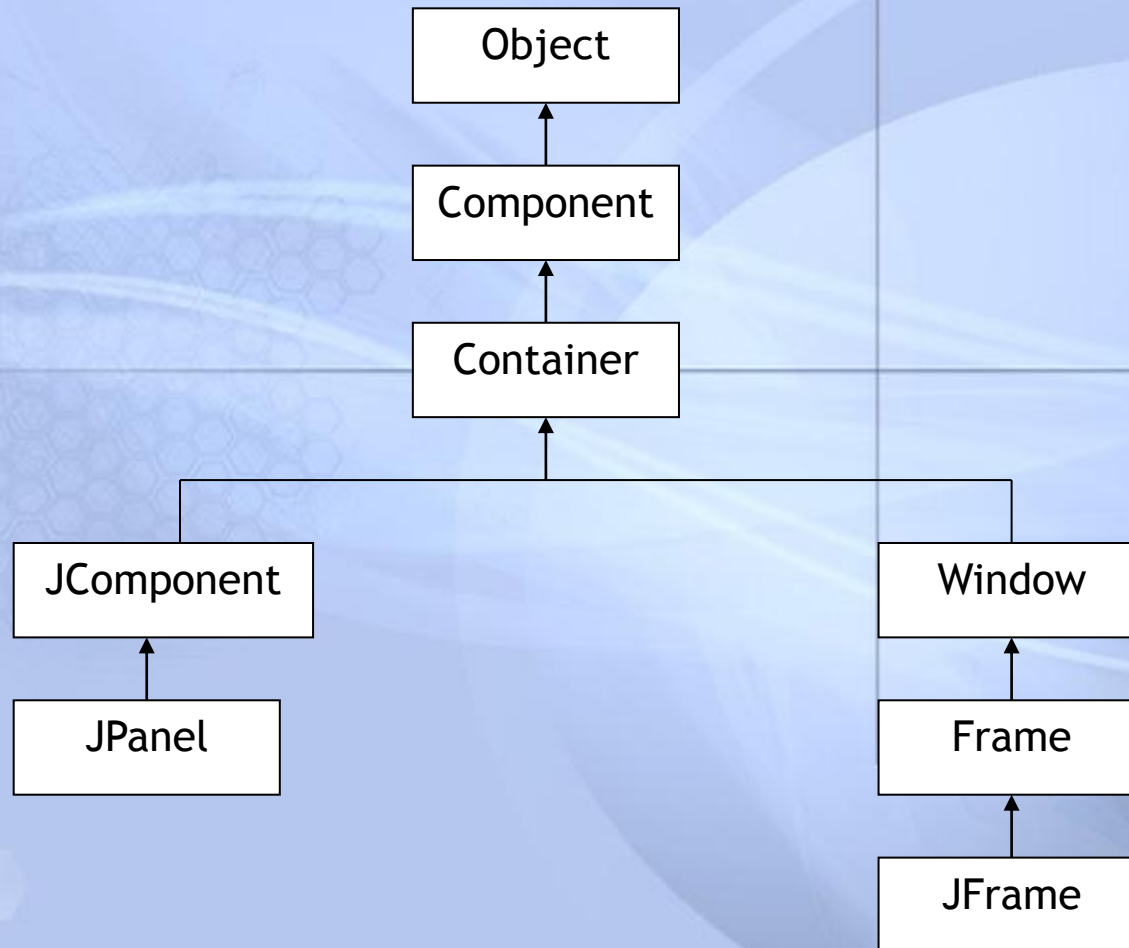 Object
Component
Container
JComponent
Window
JPanel
Frame
JFrame